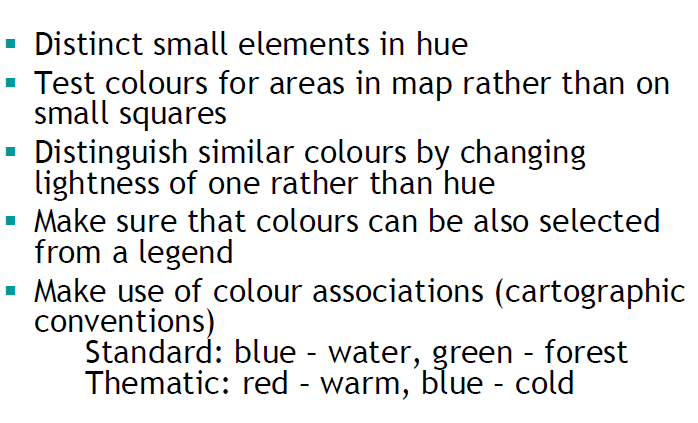 ▪ Distinct small elements in hue
▪ Test colours for areas in map rather than on
small squares
▪ Distinguish similar colours by changing
lightness of one rather than hue
▪ Make sure that colours can be also selected
from a legend
▪ Make use of colour associations (cartographic
conventions)
Standard: blue – water, green – forest
Thematic: red – warm, blue – cold